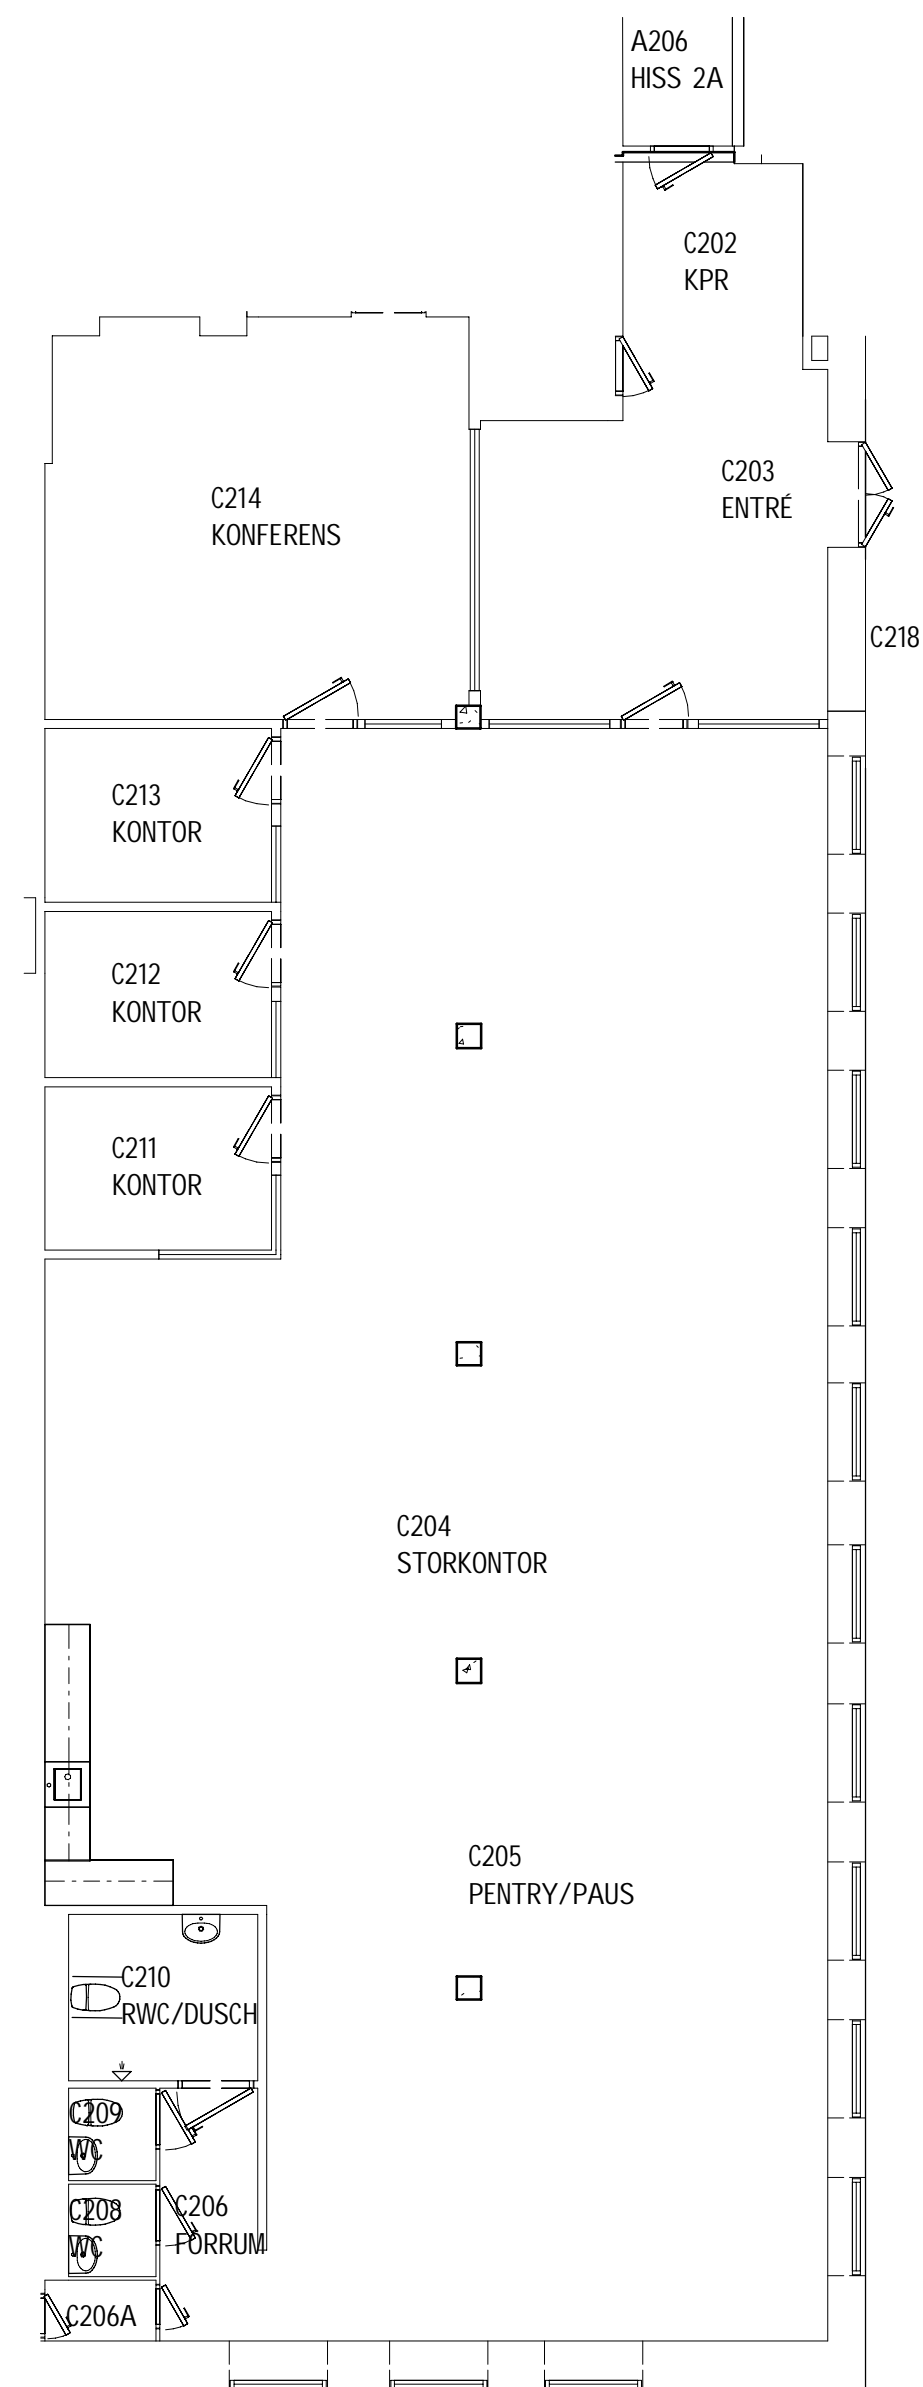 A206
HISS 2A
C202
KPR
C203
ENTRÉ
C214
KONFERENS
C218
C213
KONTOR
C212
KONTOR
C211
KONTOR
C204
STORKONTOR
C205
PENTRY/PAUS
C210
RWC/DUSCH
C209
WC
C208
WC
C206
FÖRRUM
C206A